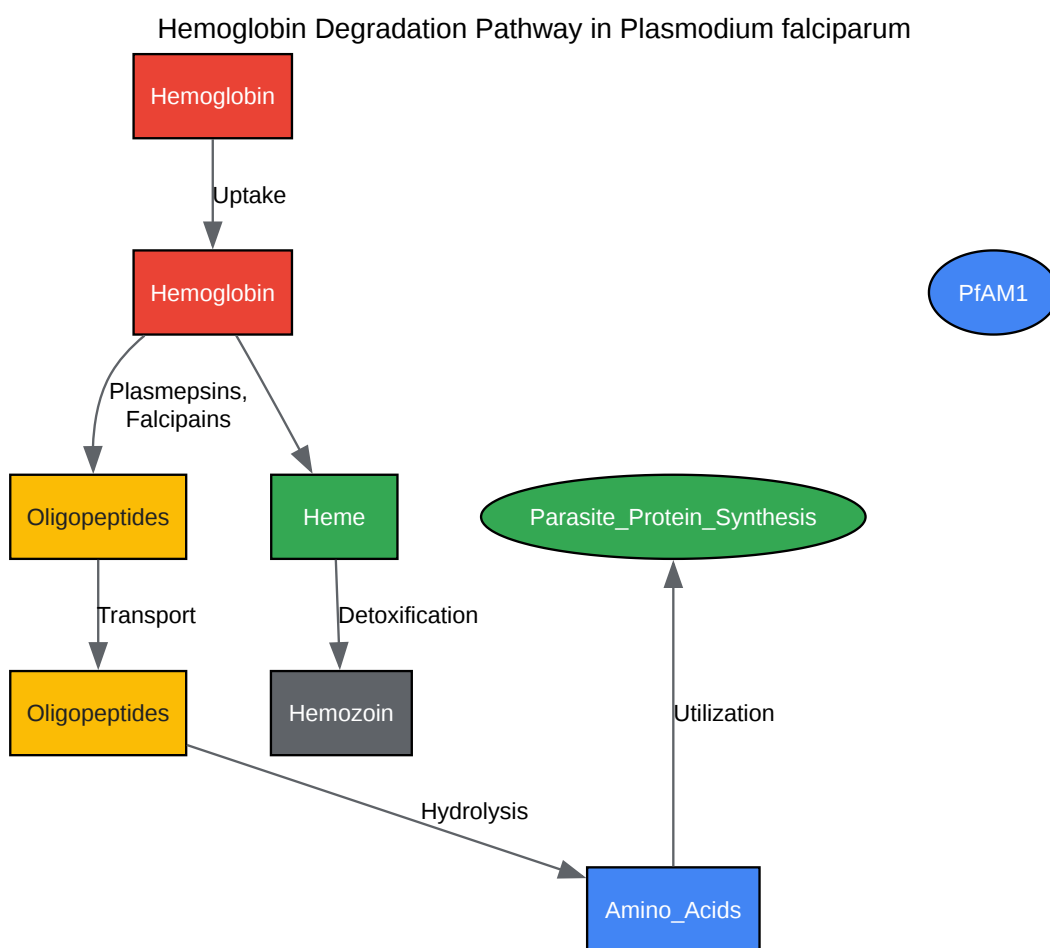 Hemoglobin Degradation Pathway in Plasmodium falciparum
Hemoglobin
Uptake
Hemoglobin
PfAM1
Plasmepsins,
Falcipains
Oligopeptides
Heme
Parasite_Protein_Synthesis
Transport
Detoxification
Oligopeptides
Hemozoin
Utilization
Hydrolysis
Amino_Acids